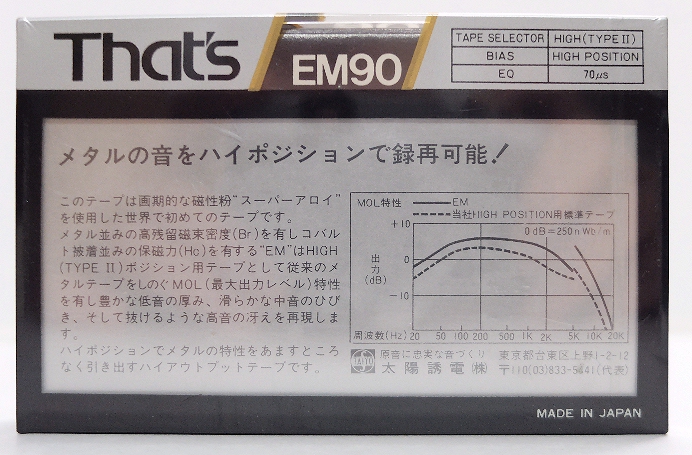 That's
EM90
TAPE SELECTOR HIGH (TYPE II)
BIAS HIGH POSITION
EQ 70μs
メタルの音をハイポジションで録再可能!
このテープは画期的な磁性粉“スーパーアロイ”
を使用した世界で初めてのテープです。
メタル並みの高残留磁束密度(Br)を有しコバル
ト被着並みの保磁力(Hc)を有する“EM”はHIGH
(TYPE II)ポジション用テープとして従来のメ
タルテープをしのぐMOL(最大出力レベル)特性
を有し豊かな低音の厚み、滑らかな中音のひび
き、そして抜けるような高音の冴えを再現しま
す。
ハイポジションでメタルの特性をあますところ
なく引き出すハイアウトプットテープです。
MOL特性
EM
当社HIGH POSITION用標準テープ
0 dB=250n Wb/m
+10
0
-10
出力(dB)
周波数(Hz) 20 50 100 200 500 1K 2K 5K 10K 20K
TAIYO
原音に忠実な音づくり
太陽誘電(株)
東京都台東区上野1-2-12
〒110(03)833-5441(代表)
MADE IN JAPAN